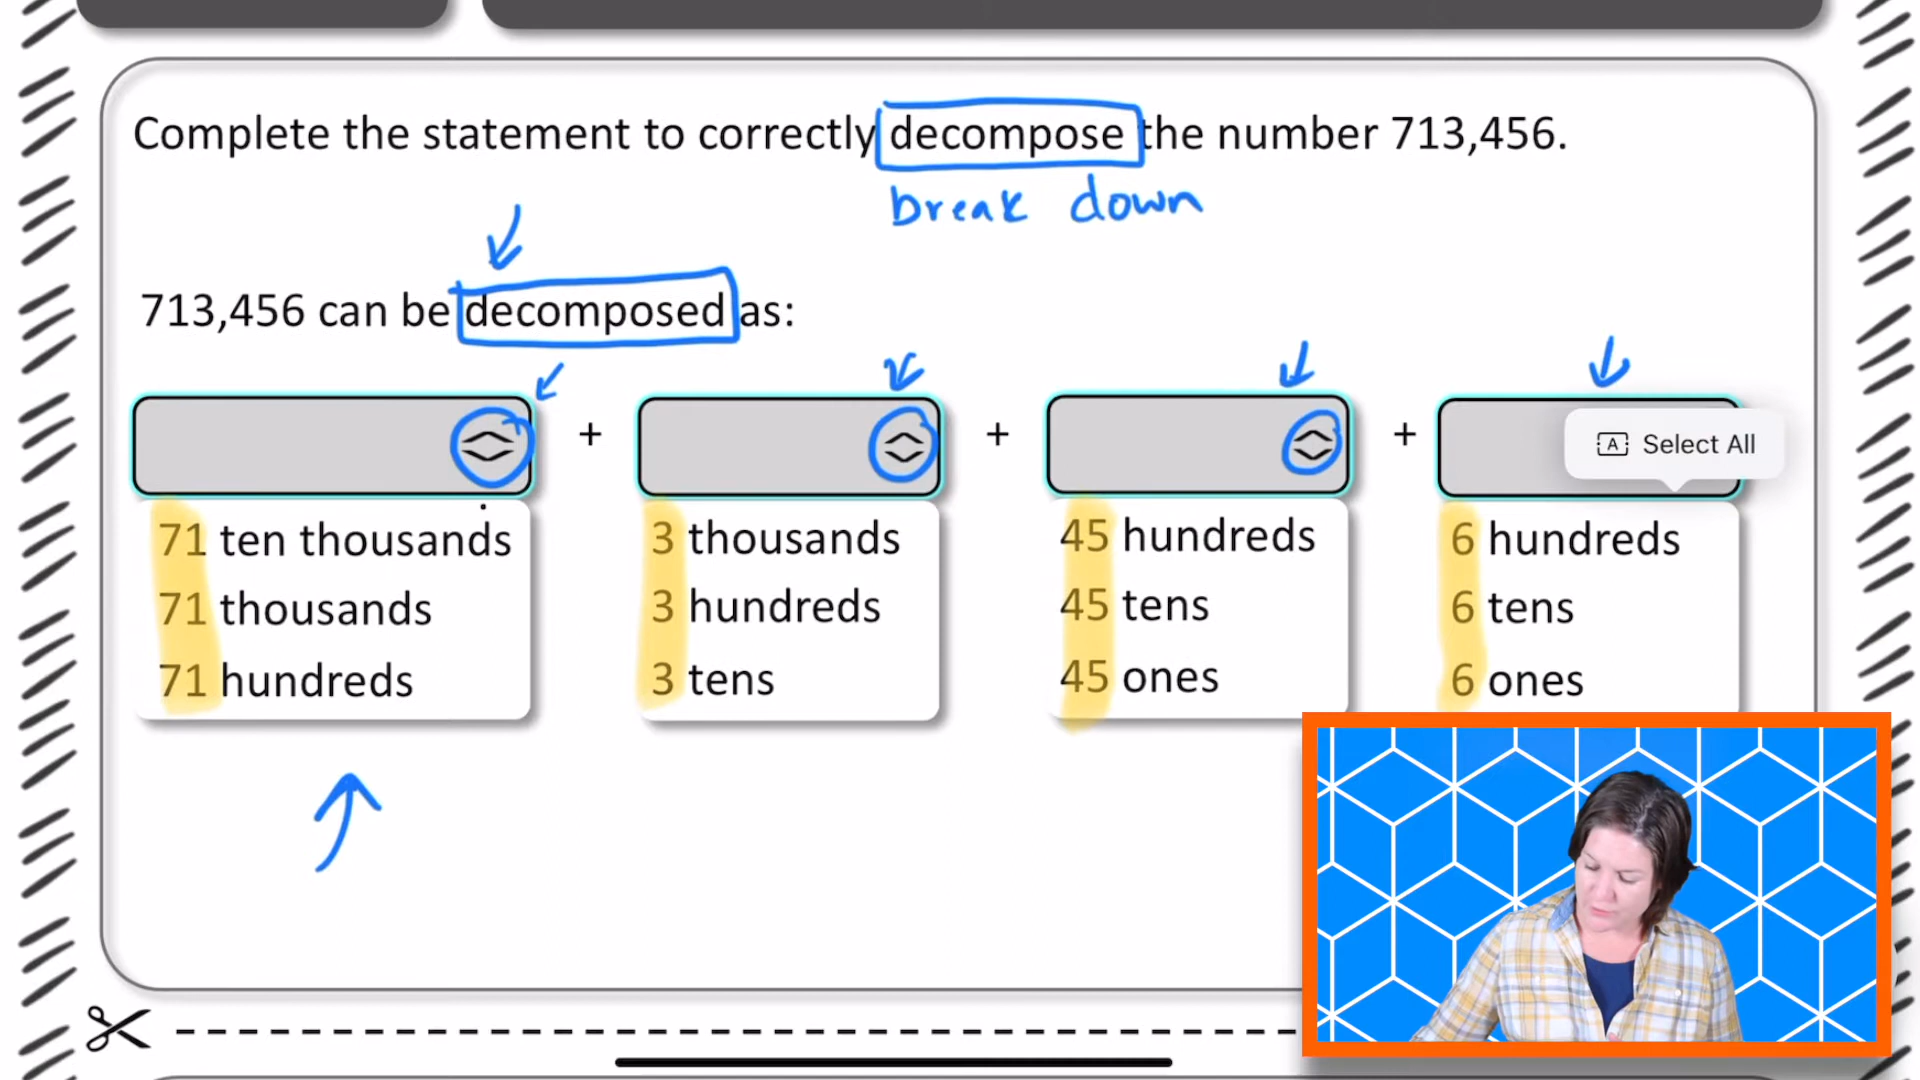 Complete the statement to correctly decompose the number 713,456.
break down
713,456 can be decomposed as:
+ + +
A Select All
71 ten thousands 3 thousands 45 hundreds 6 hundreds
71 thousands 3 hundreds 45 tens 6 tens
71 hundreds 3 tens 45 ones 6 ones